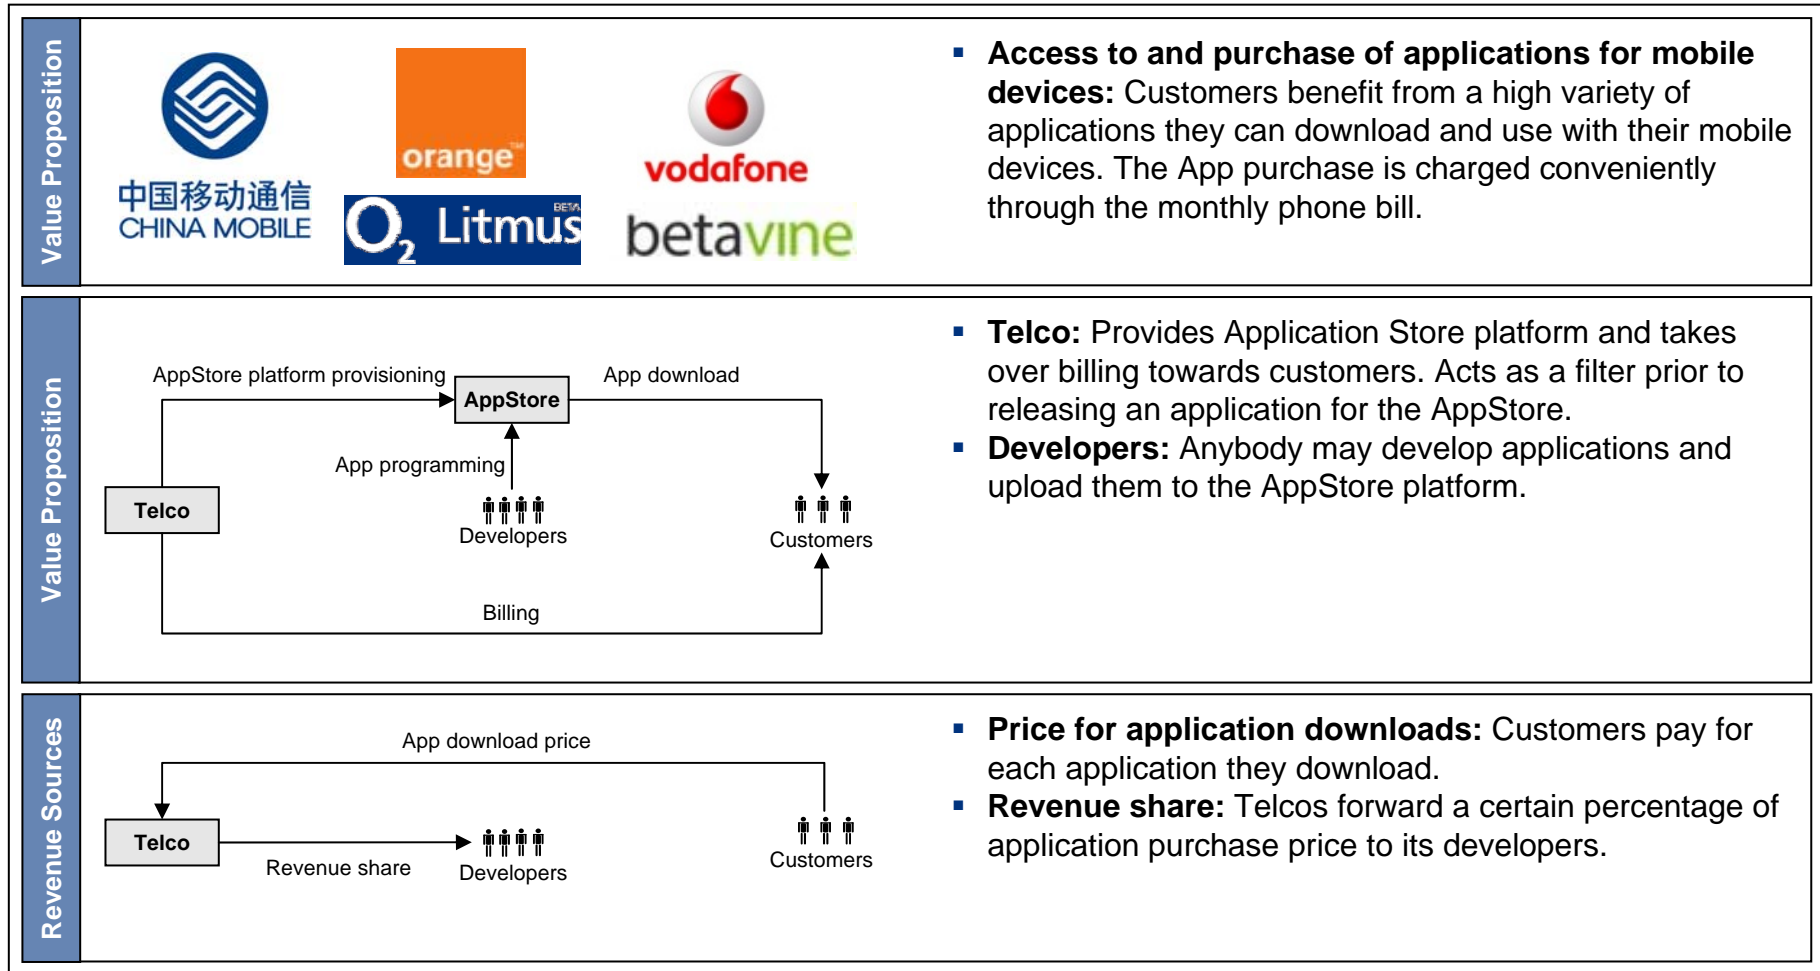 Value Proposition
中国移动通信
CHINA MOBILE
orange™
O2 Litmus BETA
vodafone
betavine
▪ Access to and purchase of applications for mobile
devices: Customers benefit from a high variety of
applications they can download and use with their mobile
devices. The App purchase is charged conveniently
through the monthly phone bill.
Value Proposition
AppStore platform provisioning
AppStore
App download
App programming
Telco
Developers
Customers
Billing
▪ Telco: Provides Application Store platform and takes
over billing towards customers. Acts as a filter prior to
releasing an application for the AppStore.
▪ Developers: Anybody may develop applications and
upload them to the AppStore platform.
Revenue Sources
App download price
Telco
Revenue share
Developers
Customers
▪ Price for application downloads: Customers pay for
each application they download.
▪ Revenue share: Telcos forward a certain percentage of
application purchase price to its developers.